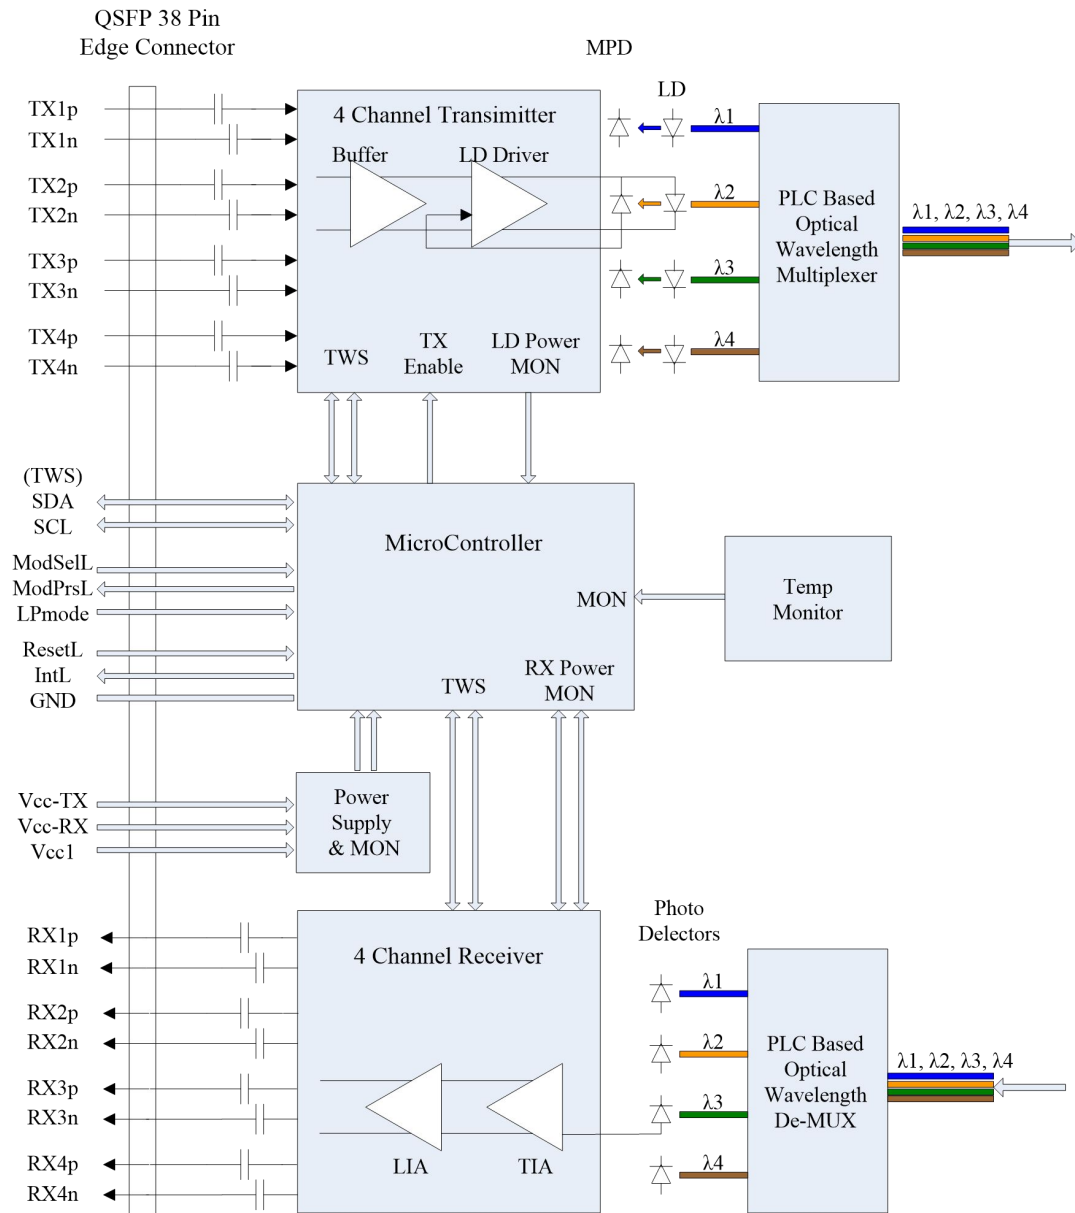 QSFP 38 Pin
Edge Connector
MPD
LD
TX1p
TX1n
TX2p
TX2n
TX3p
TX3n
TX4p
TX4n
4 Channel Transimitter
Buffer
LD Driver
TWS
TX
Enable
LD Power
MON
λ1
λ2
λ3
λ4
PLC Based
Optical
Wavelength
Multiplexer
λ1, λ2, λ3, λ4
(TWS)
SDA
SCL
ModSelL
ModPrsL
LPmode
ResetL
IntL
GND
MicroController
MON
TWS
RX Power
MON
Temp
Monitor
Vcc-TX
Vcc-RX
Vcc1
Power
Supply
& MON
RX1p
RX1n
RX2p
RX2n
RX3p
RX3n
RX4p
RX4n
4 Channel Receiver
LIA
TIA
Photo
Delectors
λ1
λ2
λ3
λ4
PLC Based
Optical
Wavelength
De-MUX
λ1, λ2, λ3, λ4